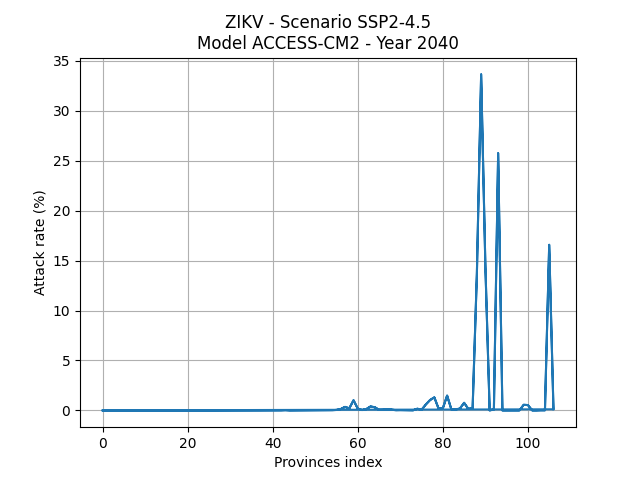 ZIKV - Scenario SSP2-4.5
Model ACCESS-CM2 - Year 2040
35
30
25
20
15
10
5
0
Attack rate (%)
0 20 40 60 80 100
Provinces index